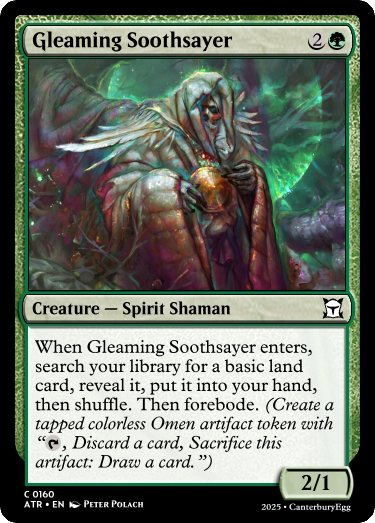 Gleaming Soothsayer 2
Creature — Spirit Shaman
When Gleaming Soothsayer enters,
search your library for a basic land
card, reveal it, put it into your hand,
then shuffle. Then forebode. (Create a
tapped colorless Omen artifact token with
“, Discard a card, Sacrifice this
artifact: Draw a card.”)
2/1
C 0160
ATR • EN PETER POLACH
2025 • CanterburyEgg